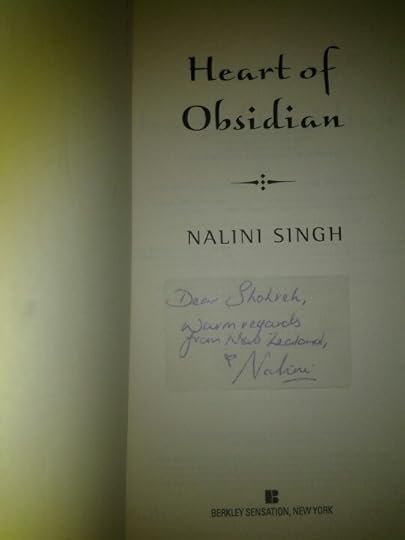 Heart of
Obsidian
NALINI SINGH
Dear Shohreh,
Warm regards
from New Zealand,
Nalini
B
BERKLEY SENSATION, NEW YORK